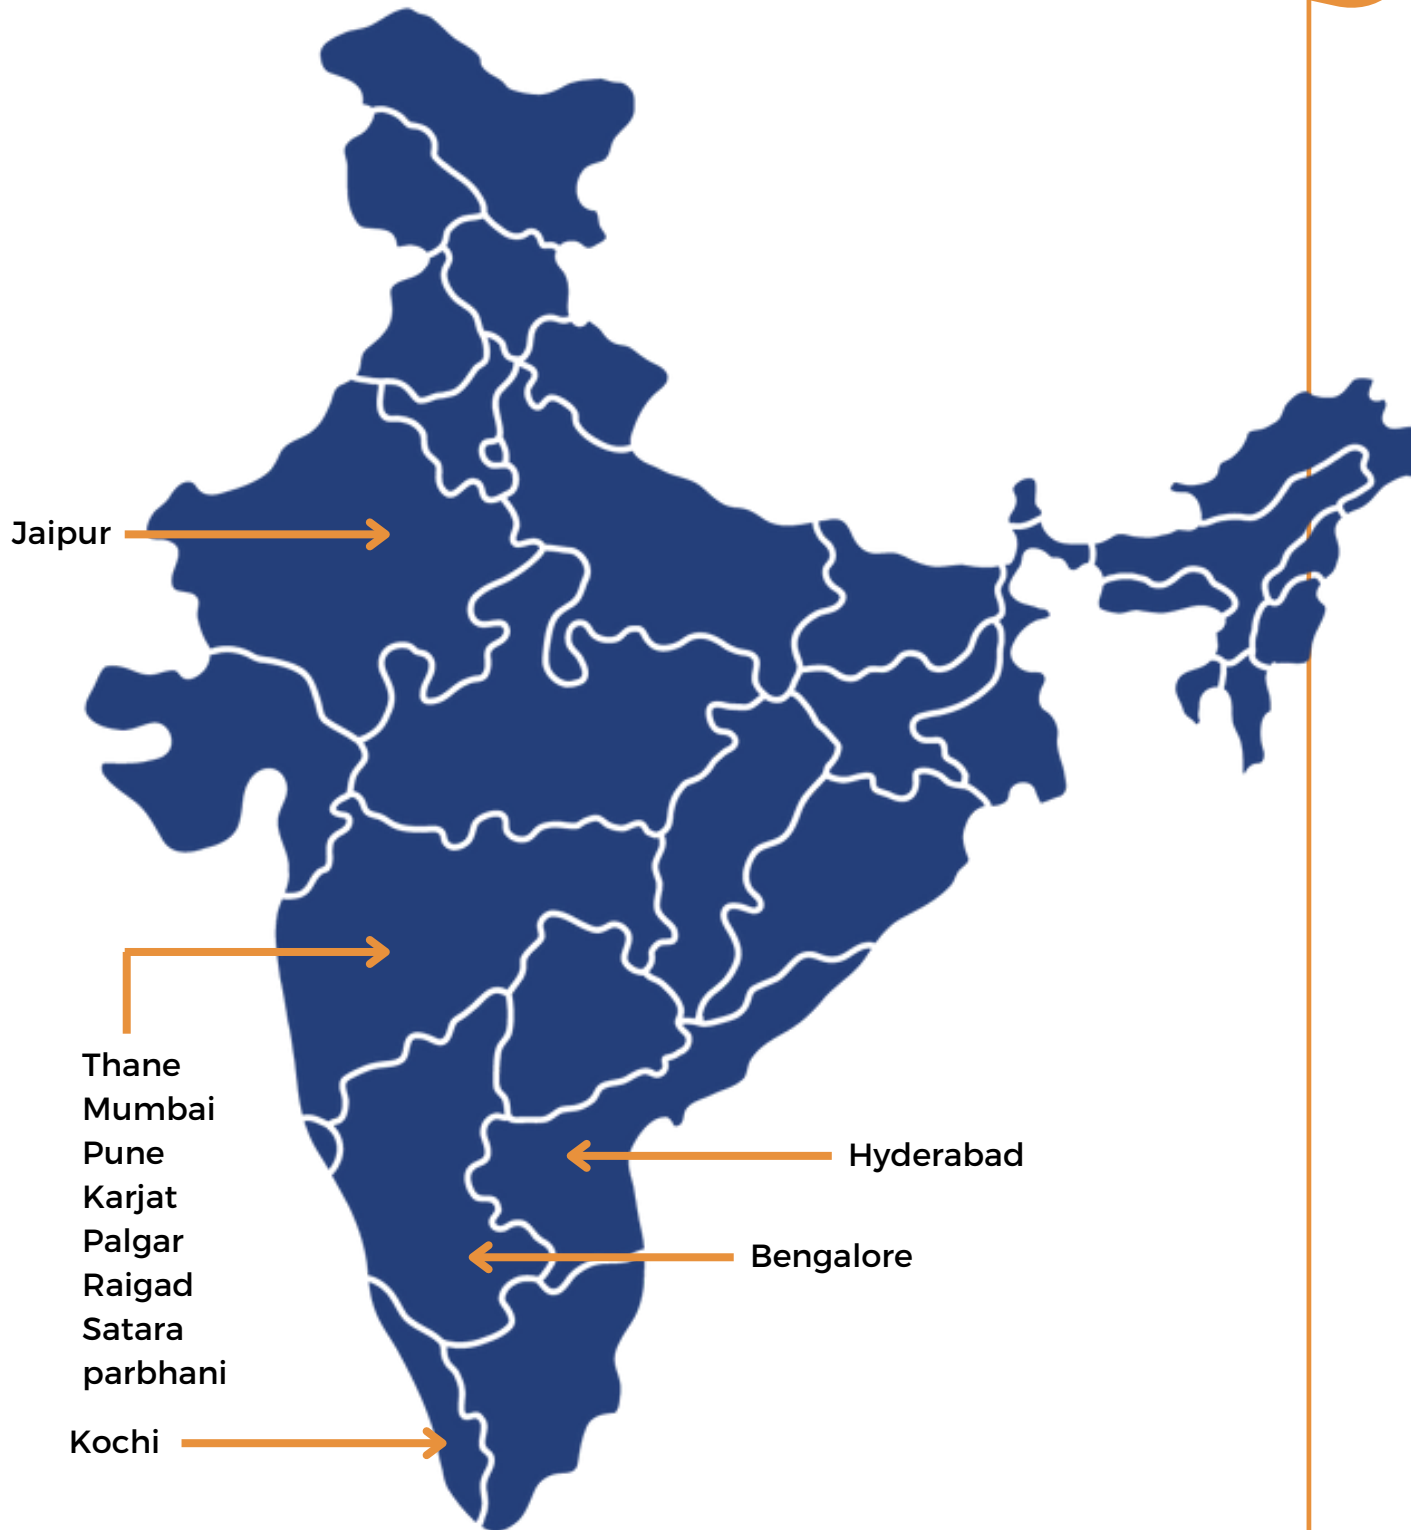 Jaipur
Thane
Mumbai
Pune
Karjat
Palgar
Raigad
Satara
parbhani
Hyderabad
Bengalore
Kochi